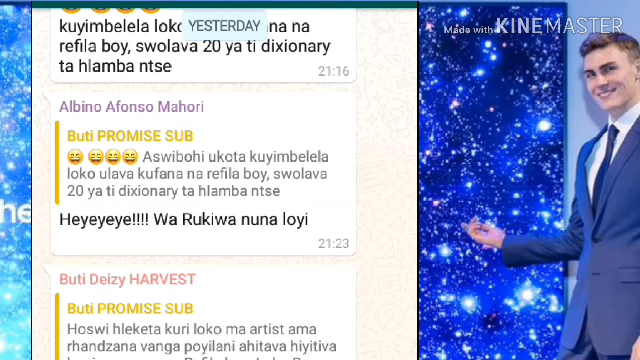 YESTERDAY
kuyimbelela loko
na
refila boy, swolava 20 ya ti dixionary
ta hlamba ntse
21:16
Albino Afonso Mahori
Buti PROMISE SUB
😄 😄😄😄 Aswibohi ukota kuyimbelela
loko ulava kufana na refila boy, swolava
20 ya ti dixionary ta hlamba ntse
Heyeyeye!!!! Wa Rukiwa nuna loyi
21:23
Buti Deizy HARVEST
Buti PROMISE SUB
Hoswi hleketa kuri loko ma artist ama
rhandzana vanga poyilani ahitava hiyitiva
he
Made with KINEMASTER